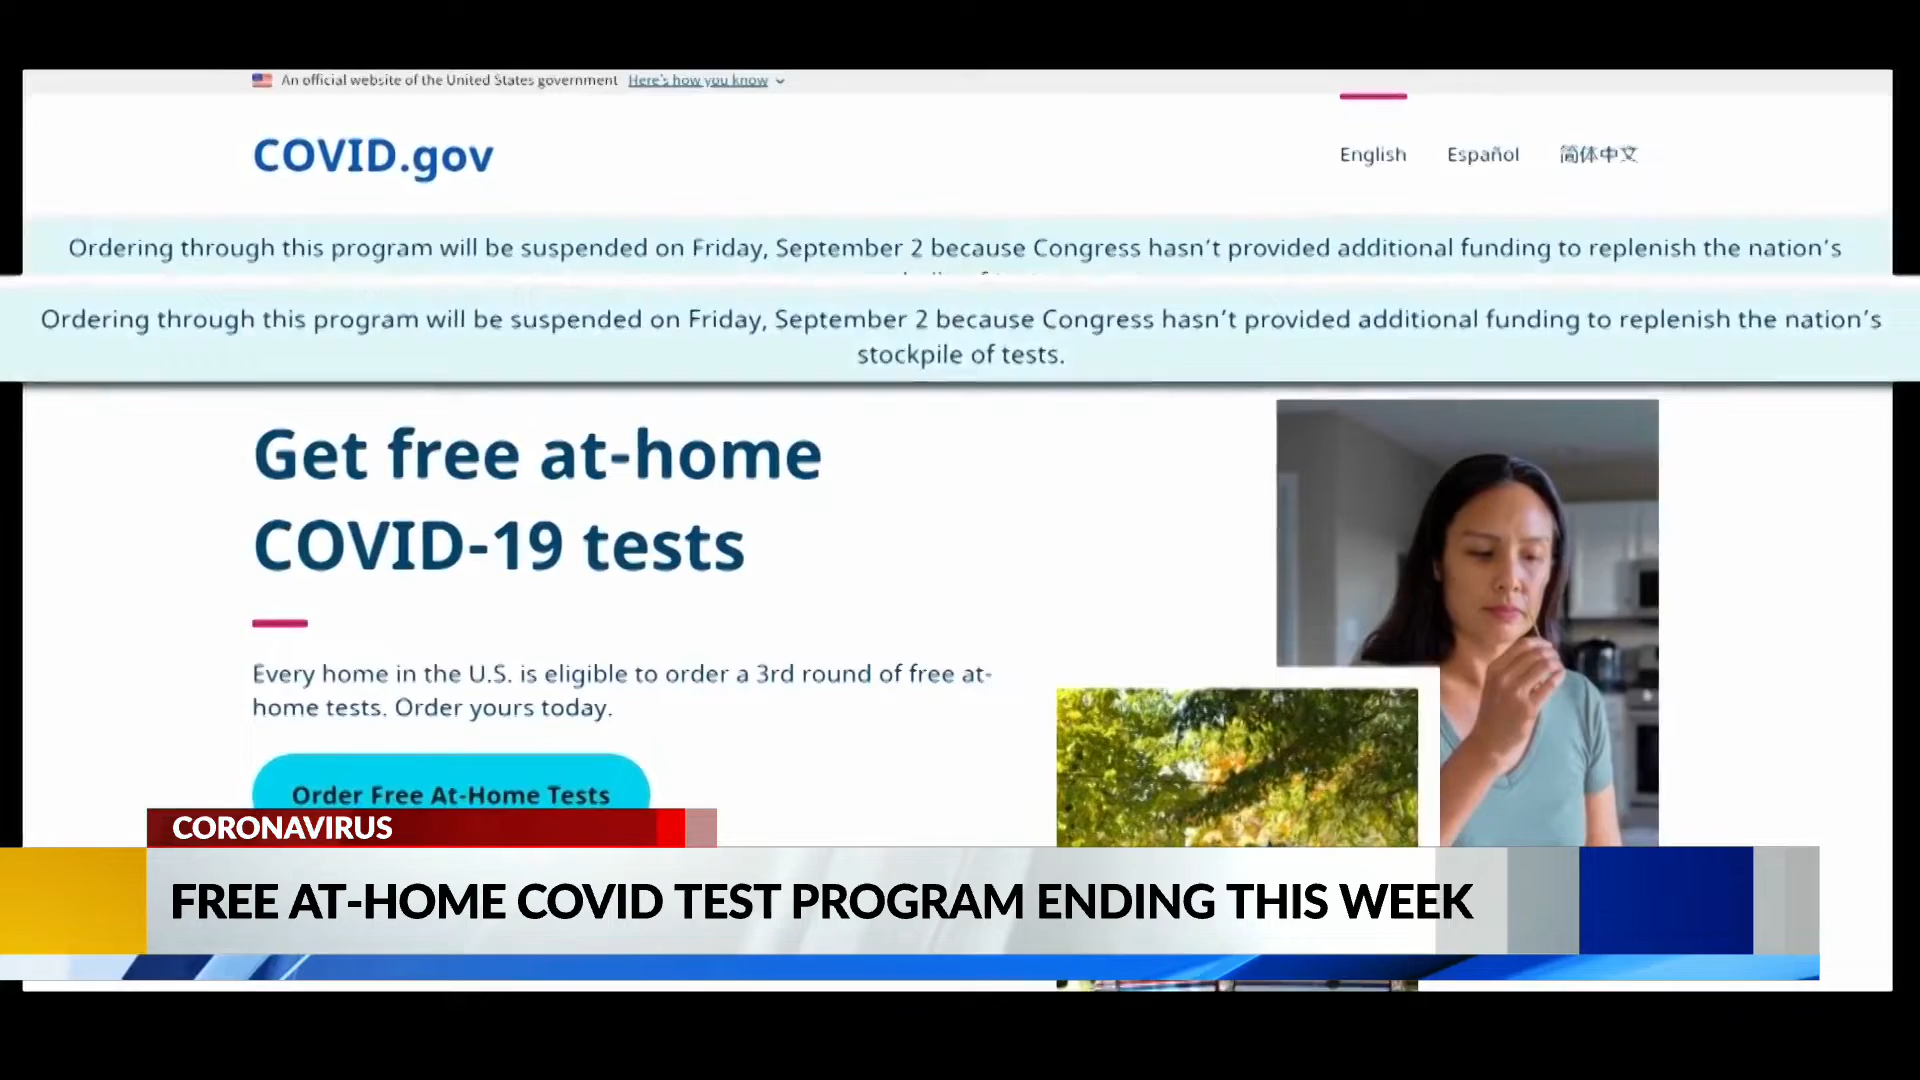 An official website of the United States government Here's how you know
COVID.gov
English Español 简体中文
Ordering through this program will be suspended on Friday, September 2 because Congress hasn't provided additional funding to replenish the nation's
Ordering through this program will be suspended on Friday, September 2 because Congress hasn't provided additional funding to replenish the nation's
stockpile of tests.
Get free at-home
COVID-19 tests
Every home in the U.S. is eligible to order a 3rd round of free at-
home tests. Order yours today.
Order Free At-Home Tests
CORONAVIRUS
FREE AT-HOME COVID TEST PROGRAM ENDING THIS WEEK